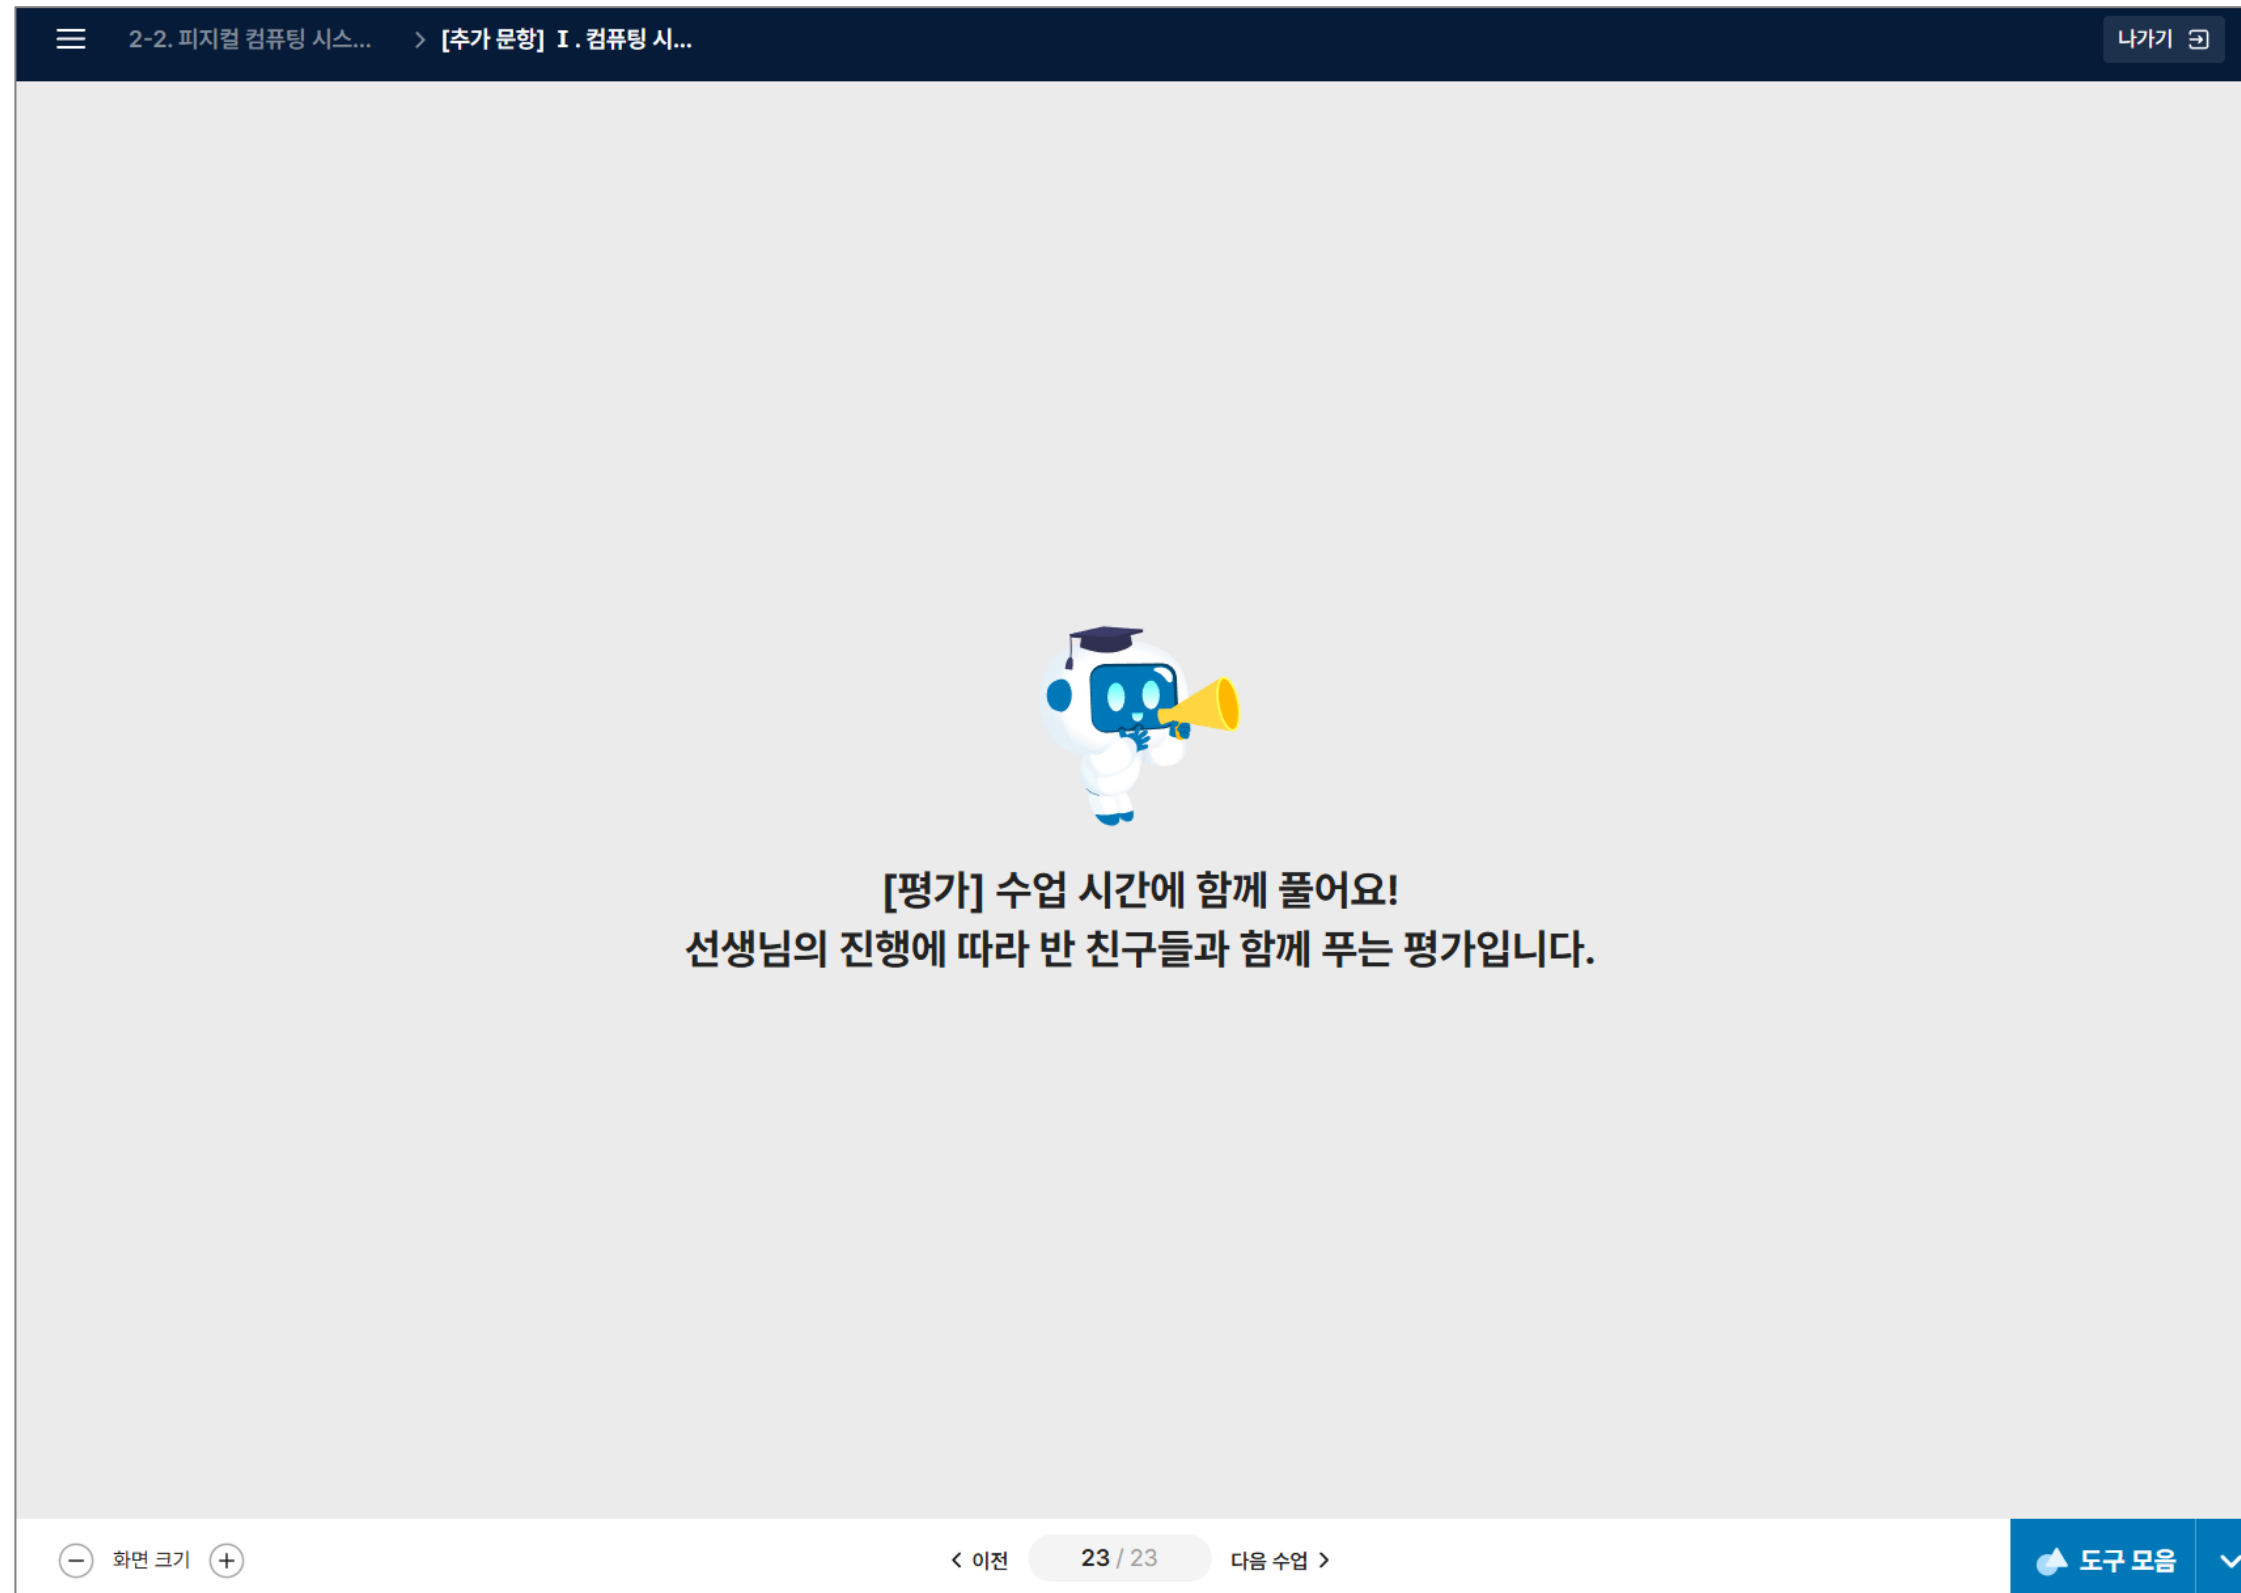 2-2. 피지컬 컴퓨팅 시스... > [추가 문항] Ⅰ. 컴퓨팅 시...
나가기
[평가] 수업 시간에 함께 풀어요!
선생님의 진행에 따라 반 친구들과 함께 푸는 평가입니다.
화면 크기
이전 23 / 23 다음 수업
도구 모음